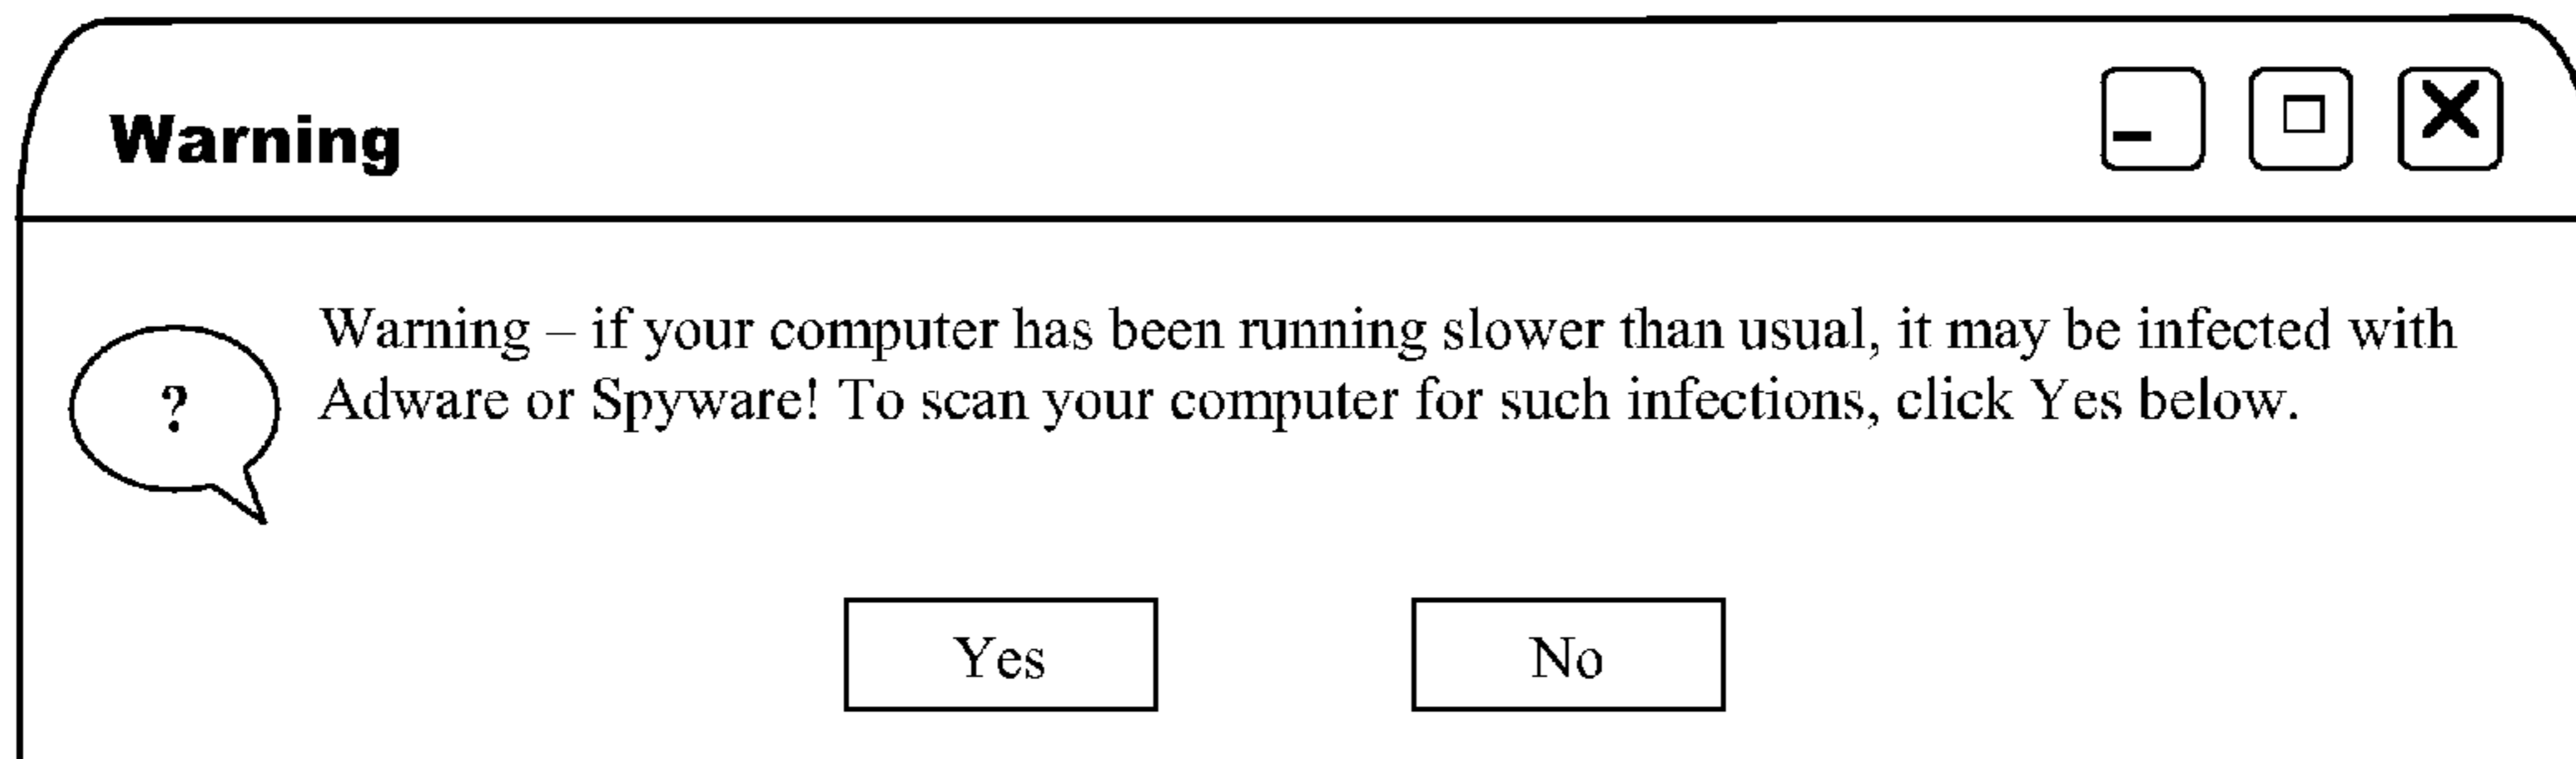 Warning
Warning – if your computer has been running slower than usual, it may be infected with
Adware or Spyware! To scan your computer for such infections, click Yes below.
?
Yes
No